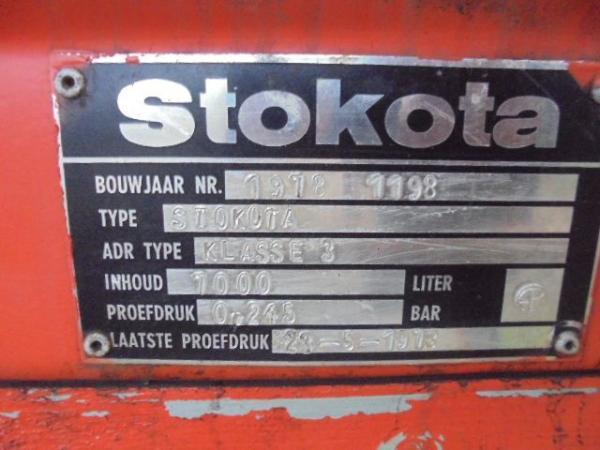 Stokota
BOUWJAAR NR. 1978 1198
TYPE STOKOTA
ADR TYPE KLASSE 3
INHOUD 1000 LITER
PROEFDRUK 0,245 BAR
LAATSTE PROEFDRUK 29-5-1978